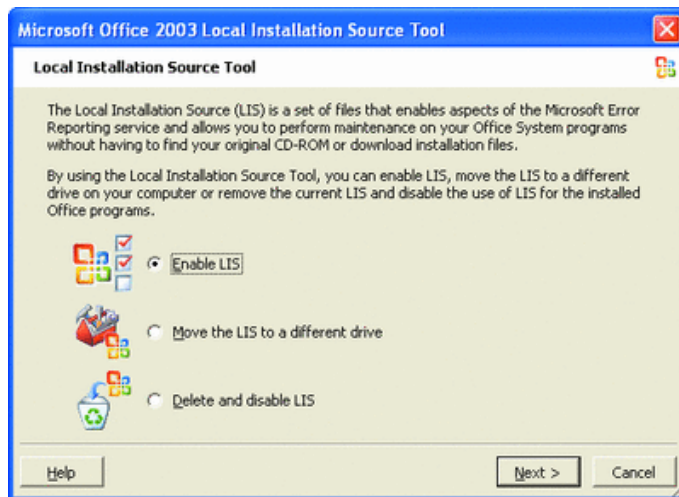 Microsoft Office 2003 Local Installation Source Tool
Local Installation Source Tool
The Local Installation Source (LIS) is a set of files that enables aspects of the Microsoft Error
Reporting service and allows you to perform maintenance on your Office System programs
without having to find your original CD-ROM or download installation files.
By using the Local Installation Source Tool, you can enable LIS, move the LIS to a different
drive on your computer or remove the current LIS and disable the use of LIS for the installed
Office programs.
Enable LIS
Move the LIS to a different drive
Delete and disable LIS
Help
Next >
Cancel